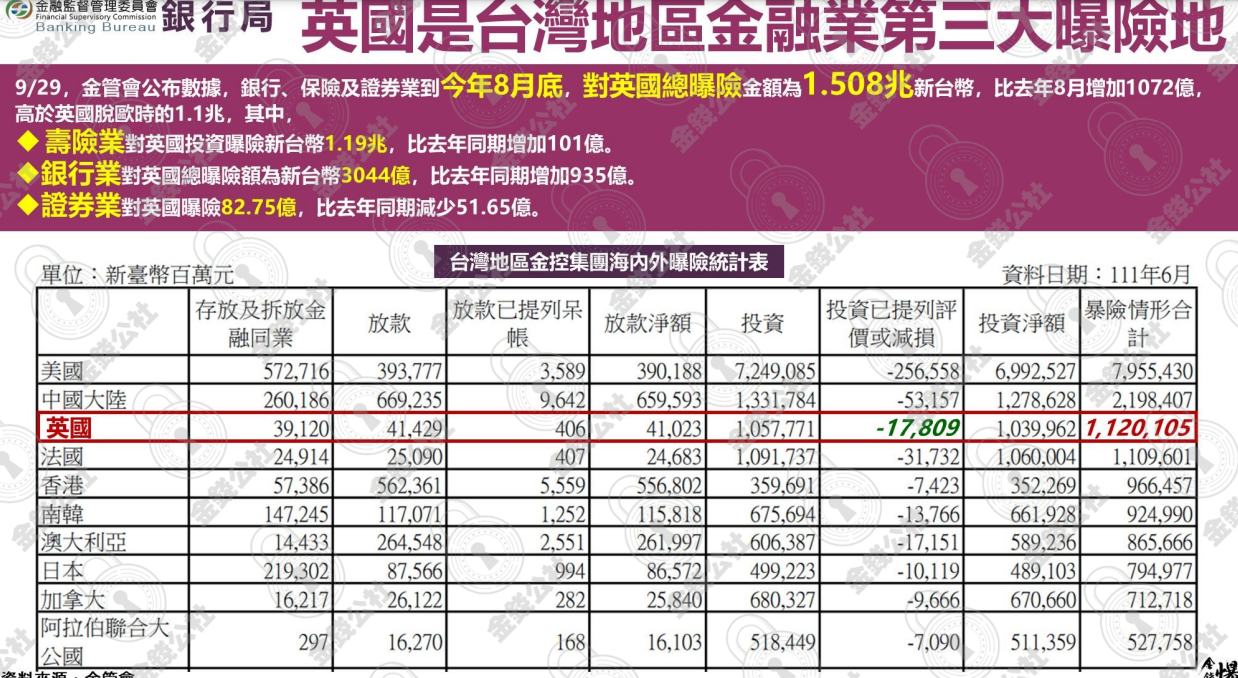 金融監督管理委員會
Financial Supervisory Commission
Banking Bureau
銀行局
英國是台灣地區金融業第三大曝險地
9/29，金管會公布數據，銀行、保險及證券業到今年8月底，對英國總曝險金額為1.508兆新台幣，比去年8月增加1072億，
高於英國脫歐時的1.1兆，其中，
◆ 壽險業對英國投資曝險新台幣1.19兆，比去年同期增加101億。
◆銀行業對英國總曝險額為新台幣3044億，比去年同期增加935億。
◆證券業對英國曝險82.75億，比去年同期減少51.65億。
台灣地區金控集團海內外曝險統計表
單位：新臺幣百萬元 資料日期：111年6月
存放及拆放金融同業 放款 放款已提列呆帳 放款淨額 投資 投資已提列評價或減損 投資淨額 暴險情形合計
美國 572,716 393,777 3,589 390,188 7,249,085 -256,558 6,992,527 7,955,430
中國大陸 260,186 669,235 9,642 659,593 1,331,784 -53,157 1,278,628 2,198,407
英國 39,120 41,429 406 41,023 1,057,771 -17,809 1,039,962 1,120,105
法國 24,914 25,090 407 24,683 1,091,737 -31,732 1,060,004 1,109,601
香港 57,386 562,361 5,559 556,802 359,691 -7,423 352,269 966,457
南韓 147,245 117,071 1,252 115,818 675,694 -13,766 661,928 924,990
澳大利亞 14,433 264,548 2,551 261,997 606,387 -17,151 589,236 865,666
日本 219,302 87,566 994 86,572 499,223 -10,119 489,103 794,977
加拿大 16,217 26,122 282 25,840 680,327 -9,666 670,660 712,718
阿拉伯聯合大公國 297 16,270 168 16,103 518,449 -7,090 511,359 527,758
資料來源：金管會
金錢爆
金錢公社